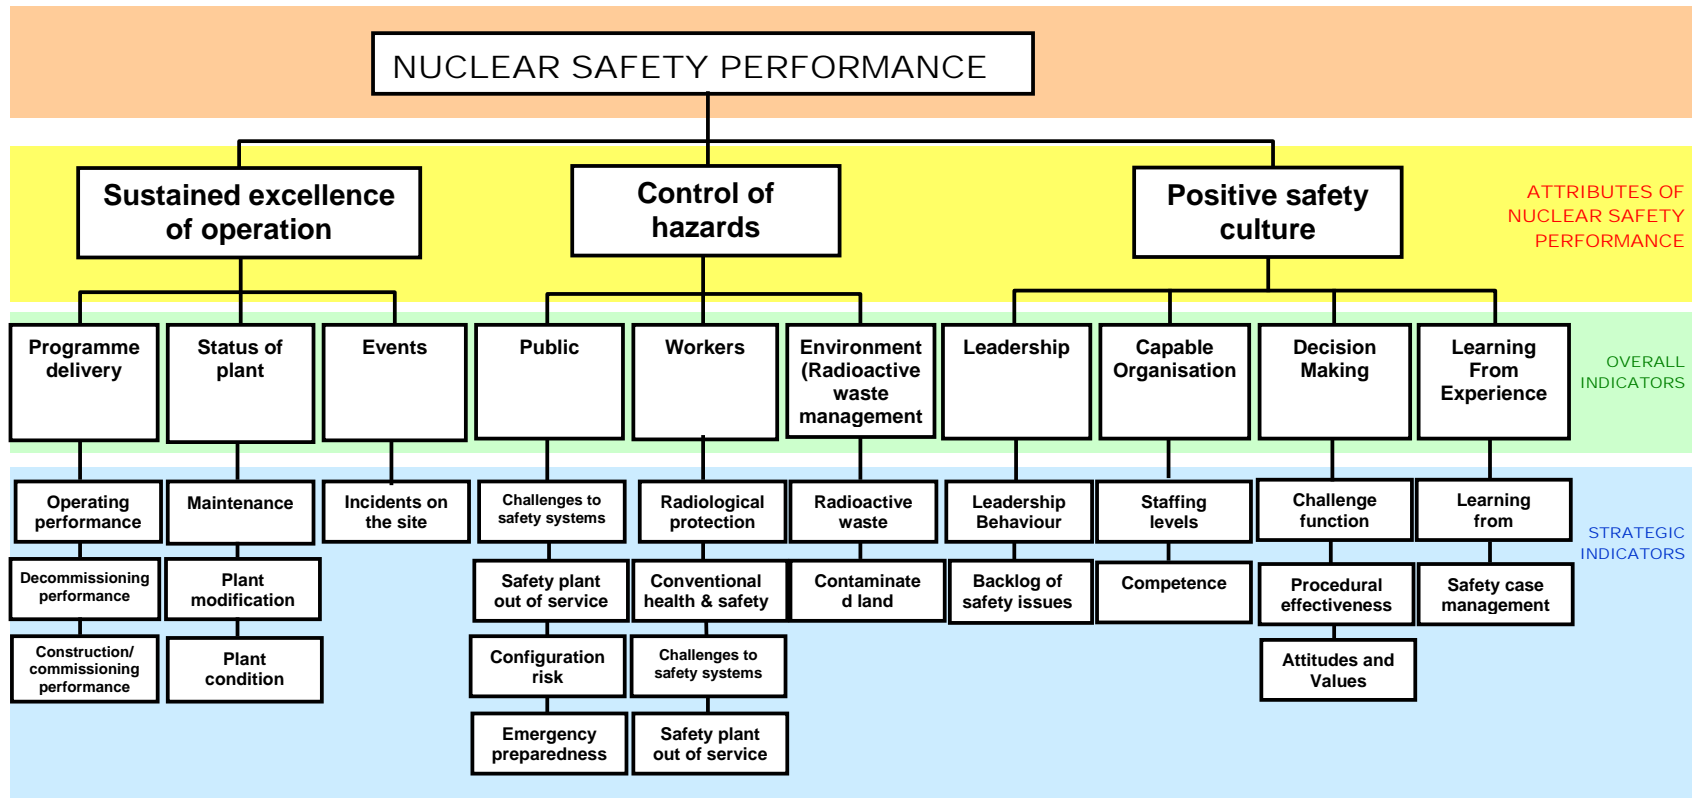 NUCLEAR SAFETY PERFORMANCE
Sustained excellence
of operation
Control of
hazards
Positive safety
culture
ATTRIBUTES OF
NUCLEAR SAFETY
PERFORMANCE
Programme
delivery
Status of
plant
Events
Public
Workers
Environment
(Radioactive
waste
management
Leadership
Capable
Organisation
Decision
Making
Learning
From
Experience
OVERALL
INDICATORS
Operating
performance
Maintenance
Incidents on
the site
Challenges to
safety systems
Radiological
protection
Radioactive
waste
Leadership
Behaviour
Staffing
levels
Challenge
function
Learning
from
STRATEGIC
INDICATORS
Decommissioning
performance
Plant
modification
Safety plant
out of service
Conventional
health & safety
Contaminate
d land
Backlog of
safety issues
Competence
Procedural
effectiveness
Safety case
management
Construction/
commissioning
performance
Plant
condition
Configuration
risk
Challenges to
safety systems
Attitudes and
Values
Emergency
preparedness
Safety plant
out of service